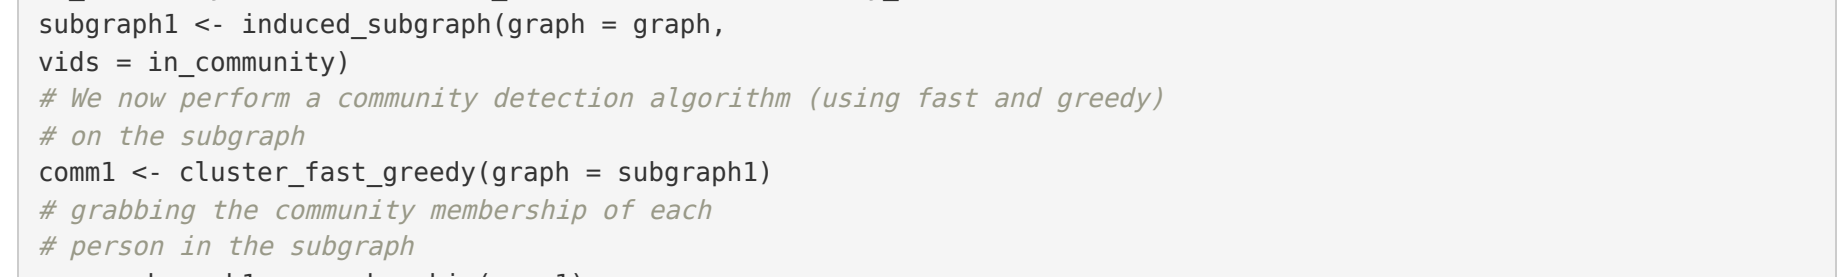 subgraph1 <- induced_subgraph(graph = graph,
vids = in_community)
# We now perform a community detection algorithm (using fast and greedy)
# on the subgraph
comm1 <- cluster_fast_greedy(graph = subgraph1)
# grabbing the community membership of each
# person in the subgraph